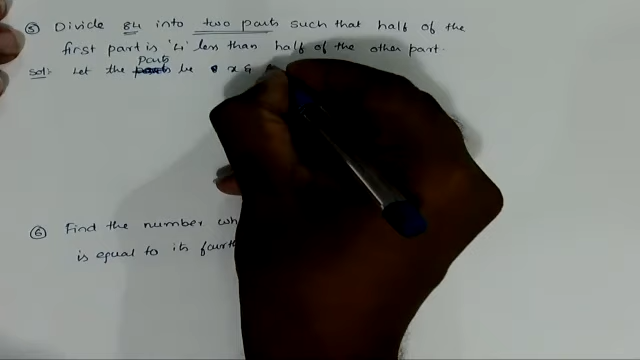 ⑤ Divide 84 into two parts such that half of the
first part is '4' less than half of the other part.
Sol: Let the parts be x &
⑥ Find the number
is equal to its